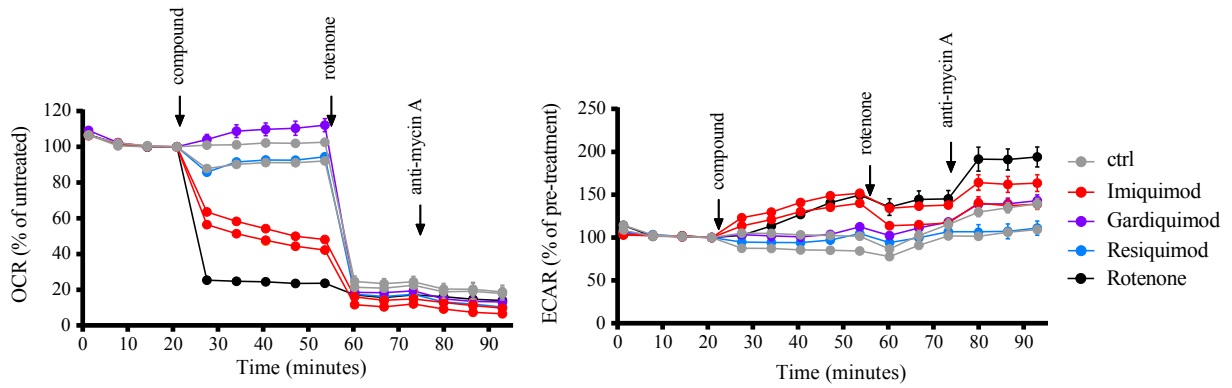 compound
rotenone
anti-mycin A
OCR (% of untreated)
120
100
80
60
40
20
0
0 10 20 30 40 50 60 70 80 90
Time (minutes)
compound
rotenone
anti-mycin A
ECAR (% of pre-treatment)
250
200
150
100
50
0
0 10 20 30 40 50 60 70 80 90
Time (minutes)
ctrl
Imiquimod
Gardiquimod
Resiquimod
Rotenone